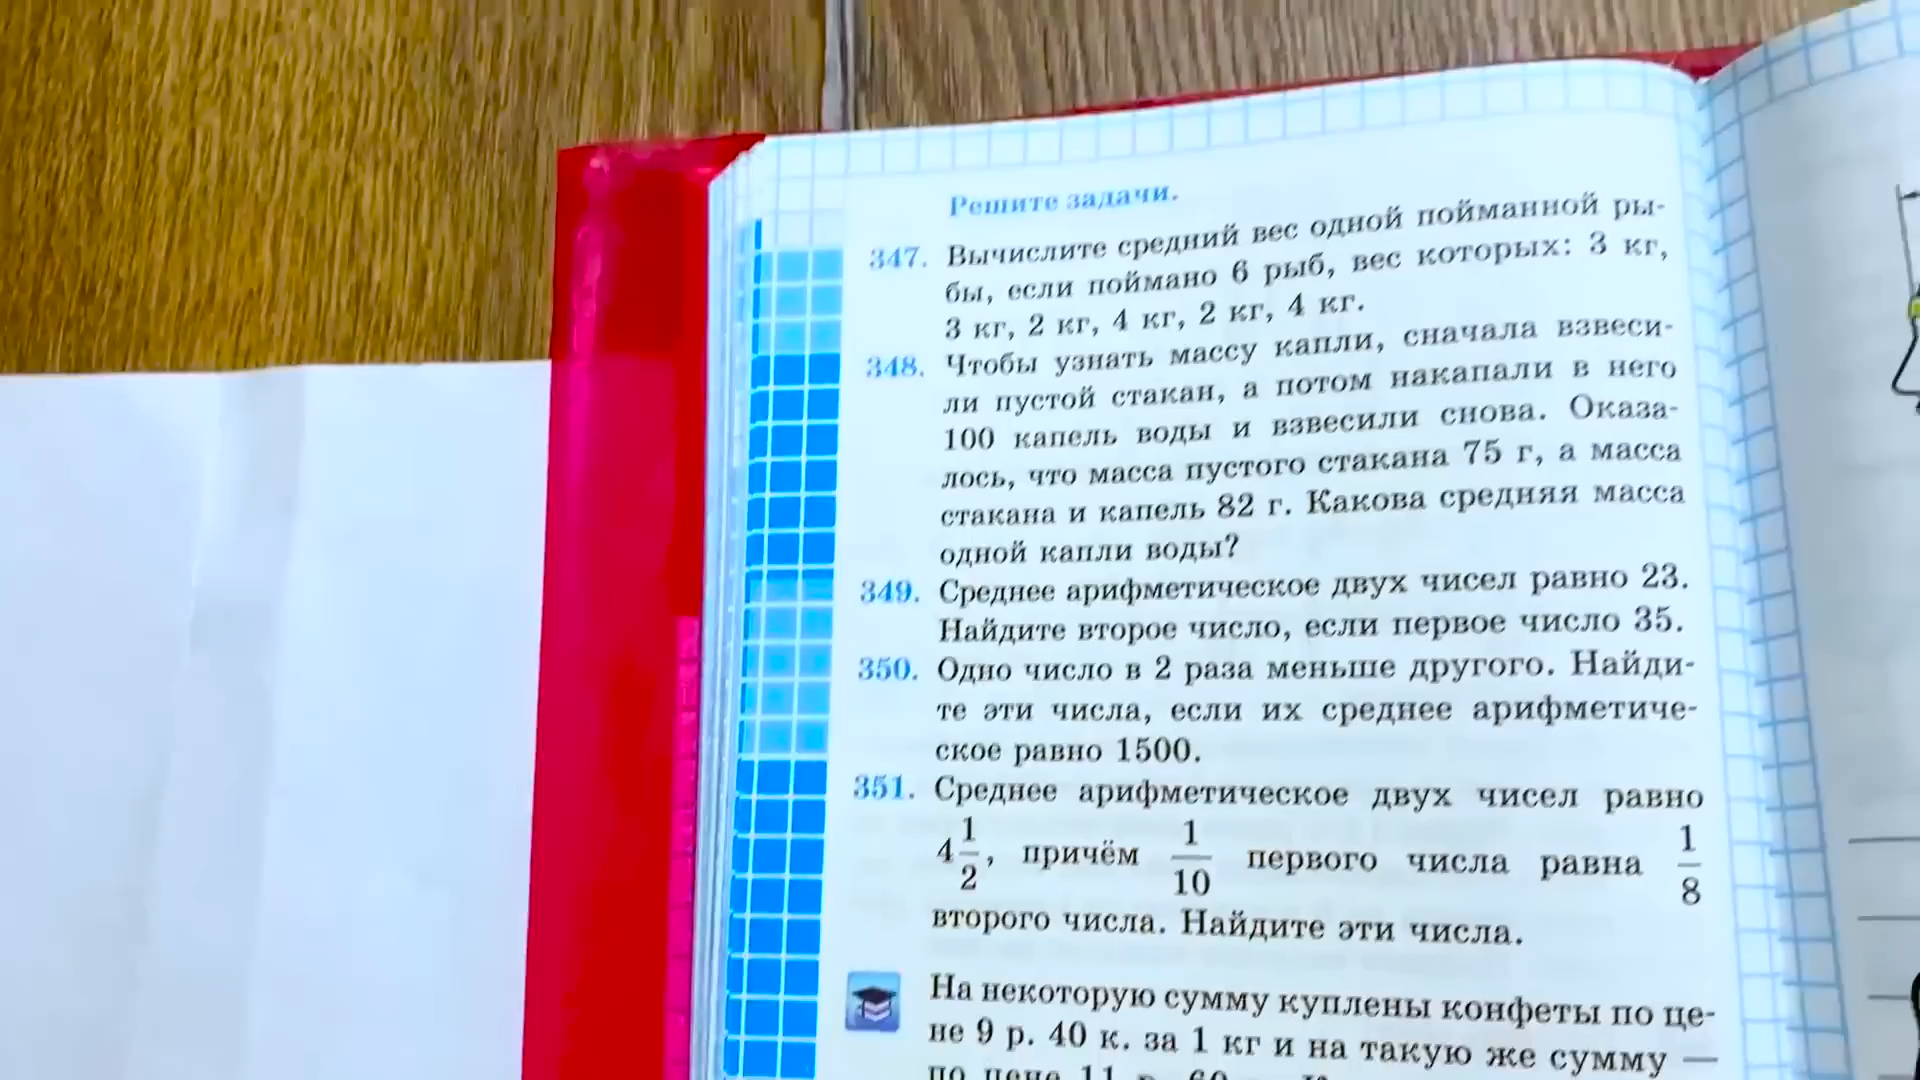 Решите задачи.
347. Вычислите средний вес одной пойманной ры-
бы, если поймано 6 рыб, вес которых: 3 кг,
3 кг, 2 кг, 4 кг, 2 кг, 4 кг.
348. Чтобы узнать массу капли, сначала взвеси-
ли пустой стакан, а потом накапали в него
100 капель воды и взвесили снова. Оказа-
лось, что масса пустого стакана 75 г, а масса
стакана и капель 82 г. Какова средняя масса
одной капли воды?
349. Среднее арифметическое двух чисел равно 23.
Найдите второе число, если первое число 35.
350. Одно число в 2 раза меньше другого. Найди-
те эти числа, если их среднее арифметиче-
ское равно 1500.
351. Среднее арифметическое двух чисел равно
4 1/2, причём 1/10 первого числа равна 1/8
второго числа. Найдите эти числа.
На некоторую сумму куплены конфеты по це-
не 9 р. 40 к. за 1 кг и на такую же сумму —
по цене 11 р. 60